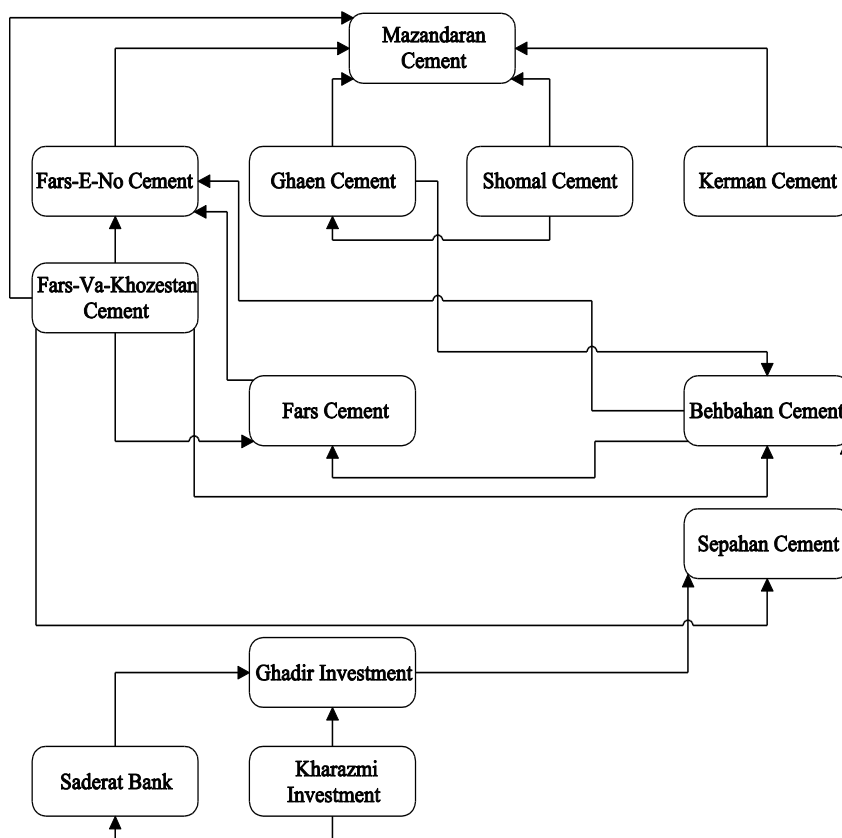 Mazandaran
Cement
Fars-E-No Cement
Ghaen Cement
Shomal Cement
Kerman Cement
Fars-Va-Khozestan
Cement
Fars Cement
Behbahan Cement
Sepahan Cement
Ghadir Investment
Saderat Bank
Kharazmi
Investment